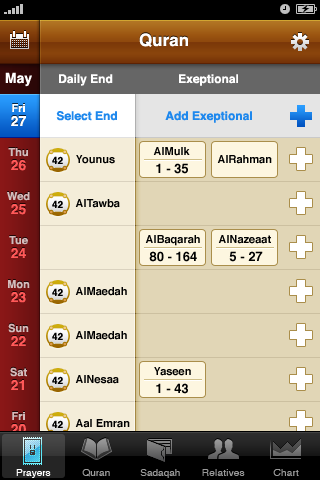 Quran
May
Daily End
Exeptional
Fri
27
Select End
Add Exeptional
Thu
26
42
Younus
AlMulk
1 - 35
AlRahman
Wed
25
42
AlTawba
Tue
24
AlBaqarah
80 - 164
AlNazeaat
5 - 27
Mon
23
42
AlMaedah
Sun
22
42
AlMaedah
Sat
21
42
AlNesaa
Yaseen
1 - 43
Fri
20
42
Aal Emran
Prayers
Quran
Sadaqah
Relatives
Chart